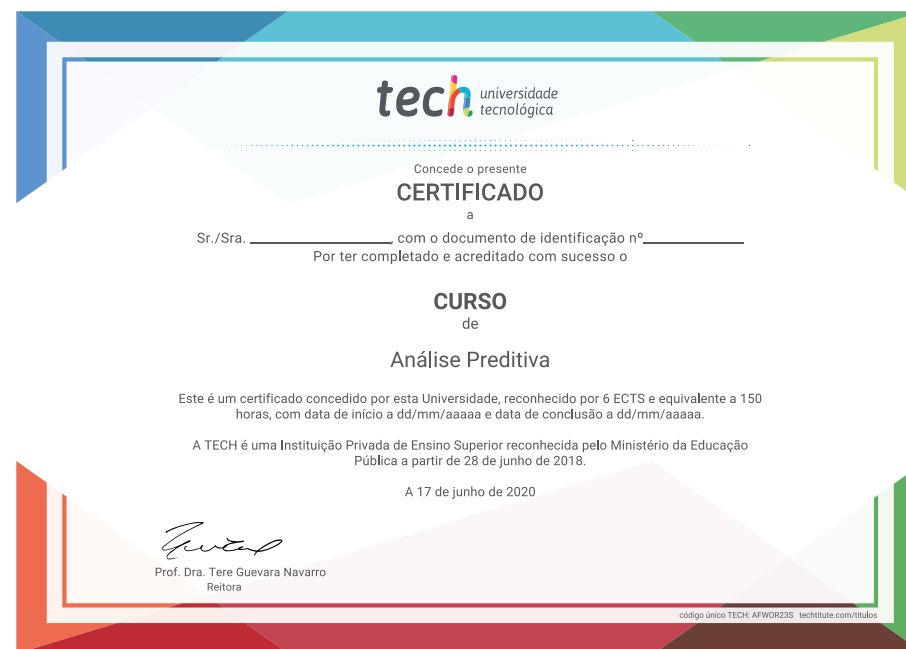 tech universidade
tecnológica
Concede o presente
CERTIFICADO
a
Sr./Sra. ________________, com o documento de identificação nº____________
Por ter completado e acreditado com sucesso o
CURSO
de
Análise Preditiva
Este é um certificado concedido por esta Universidade, reconhecido por 6 ECTS e equivalente a 150
horas, com data de início a dd/mm/aaaaa e data de conclusão a dd/mm/aaaaa.
A TECH é uma Instituição Privada de Ensino Superior reconhecida pelo Ministério da Educação
Pública a partir de 28 de junho de 2018.
A 17 de junho de 2020
Prof. Dra. Tere Guevara Navarro
Reitora
código único TECH: AFWOR23S techtitute.com/titulos